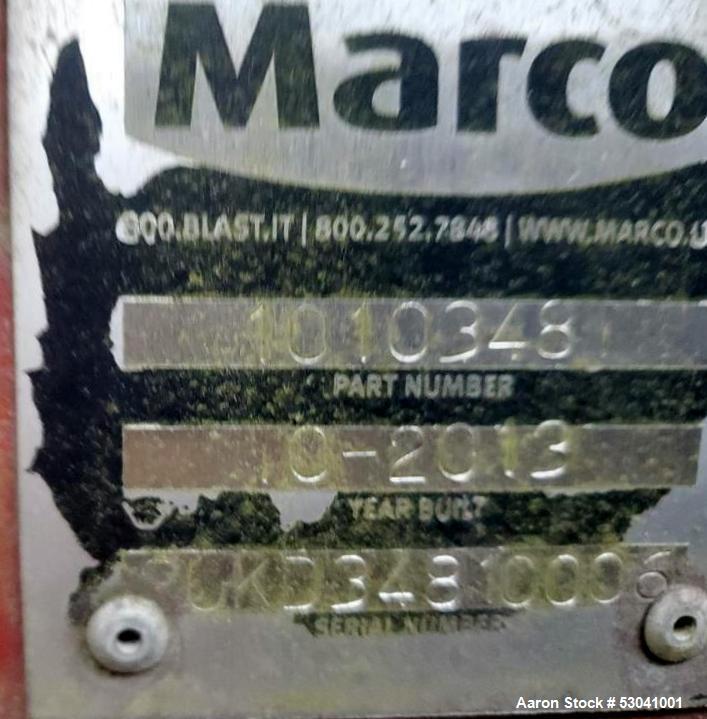 Marco
800.BLAST.IT | 800.252.7848 | WWW.MARCO.U
1010348
PART NUMBER
10-2013
YEAR BUILT
SERIAL NUMBER
Aaron Stock # 53041001